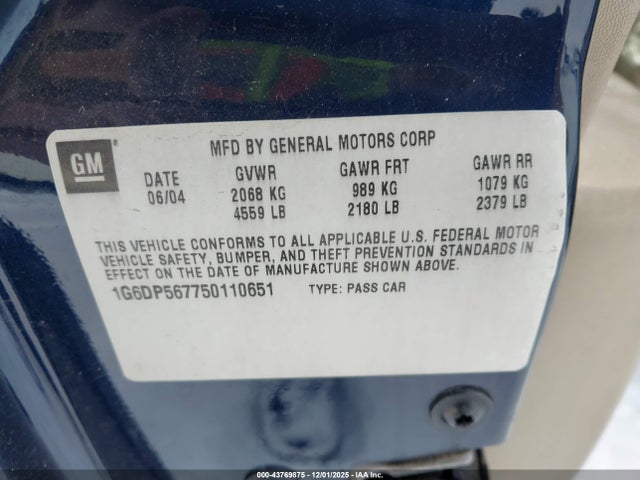 GM
MFD BY GENERAL MOTORS CORP
DATE GVWR GAWR FRT GAWR RR
06/04 2068 KG 989 KG 1079 KG
4559 LB 2180 LB 2379 LB
THIS VEHICLE CONFORMS TO ALL APPLICABLE U.S. FEDERAL MOTOR
VEHICLE SAFETY, BUMPER, AND THEFT PREVENTION STANDARDS IN
EFFECT ON THE DATE OF MANUFACTURE SHOWN ABOVE.
1G6DP567750110651 TYPE: PASS CAR
000-43769875 - 12/01/2025 - IAA Inc.